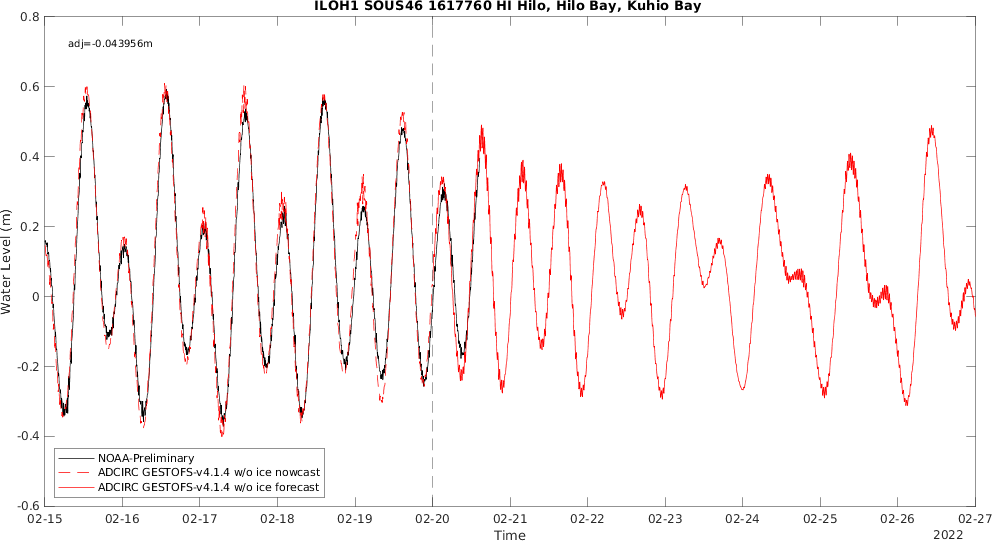 ILOH1 SOUS46 1617760 HI Hilo, Hilo Bay, Kuhio Bay
adj=-0.043956m
Water Level (m)
0.8
0.6
0.4
0.2
0
-0.2
-0.4
-0.6
NOAA-Preliminary
ADCIRC GESTOFS-v4.1.4 w/o ice nowcast
ADCIRC GESTOFS-v4.1.4 w/o ice forecast
02-15 02-16 02-17 02-18 02-19 02-20 02-21 02-22 02-23 02-24 02-25 02-26 02-27
Time
2022